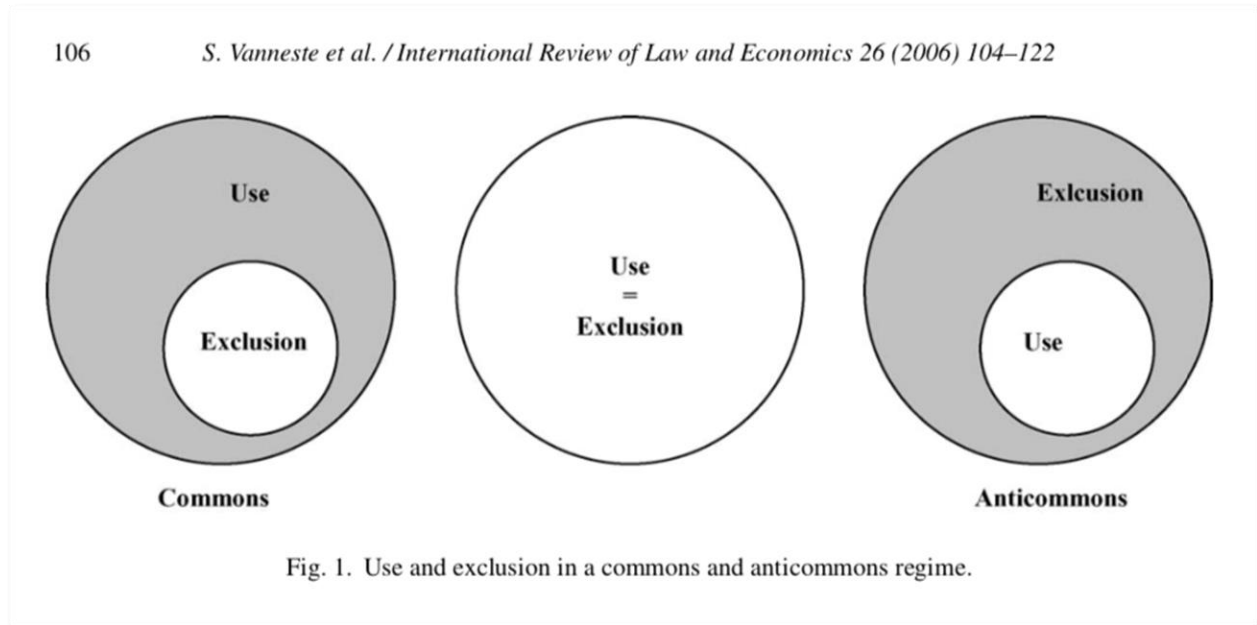 106 S. Vanneste et al. / International Review of Law and Economics 26 (2006) 104–122
Use
Exclusion
Commons
Use
=
Exclusion
Exlcusion
Use
Anticommons
Fig. 1. Use and exclusion in a commons and anticommons regime.